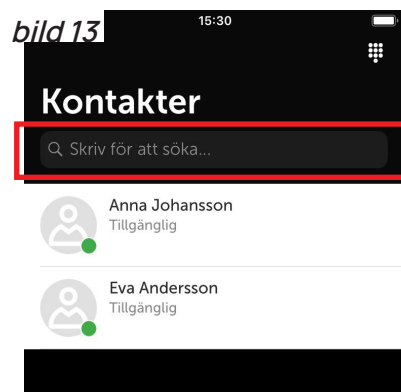 bild 13
15:30
Kontakter
Skriv för att söka...
Anna Johansson
Tillgänglig
Eva Andersson
Tillgänglig